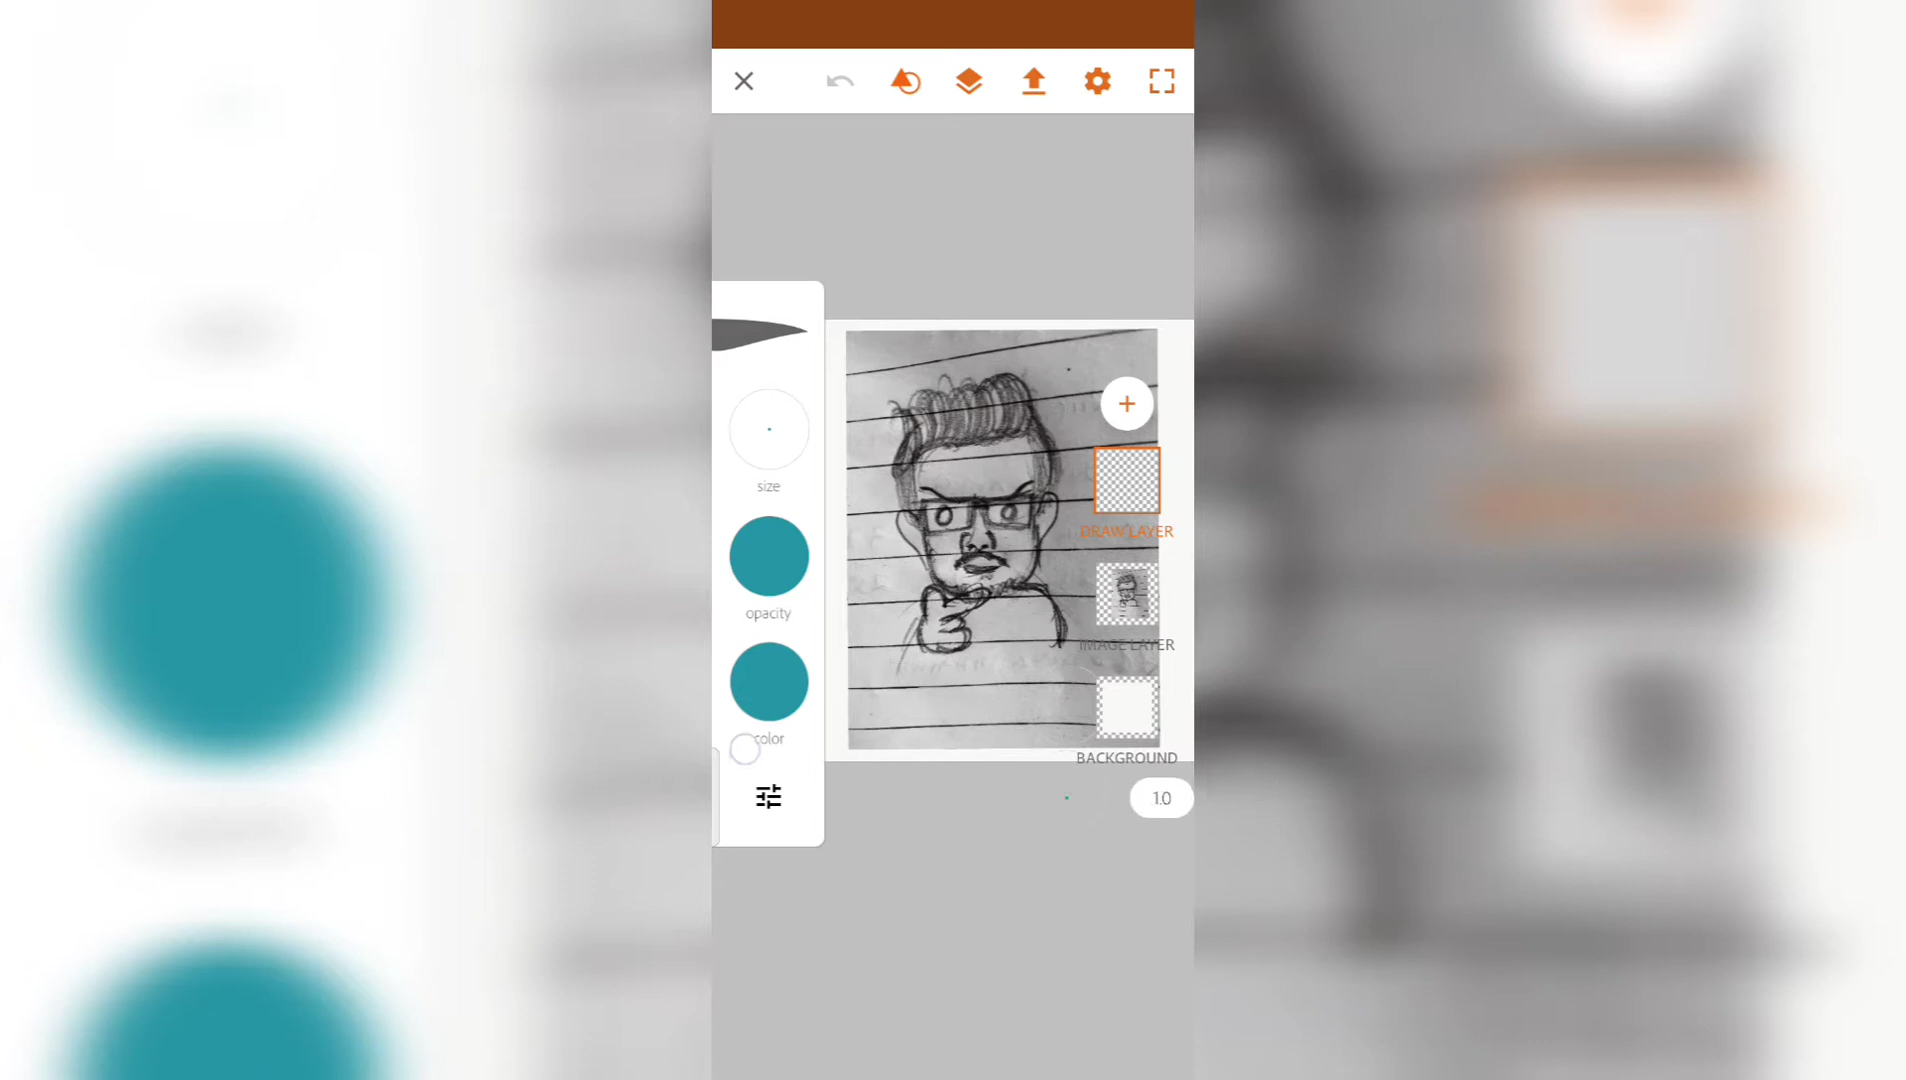 size
DRAW LAYER
opacity
IMAGE LAYER
color
BACKGROUND
1.0